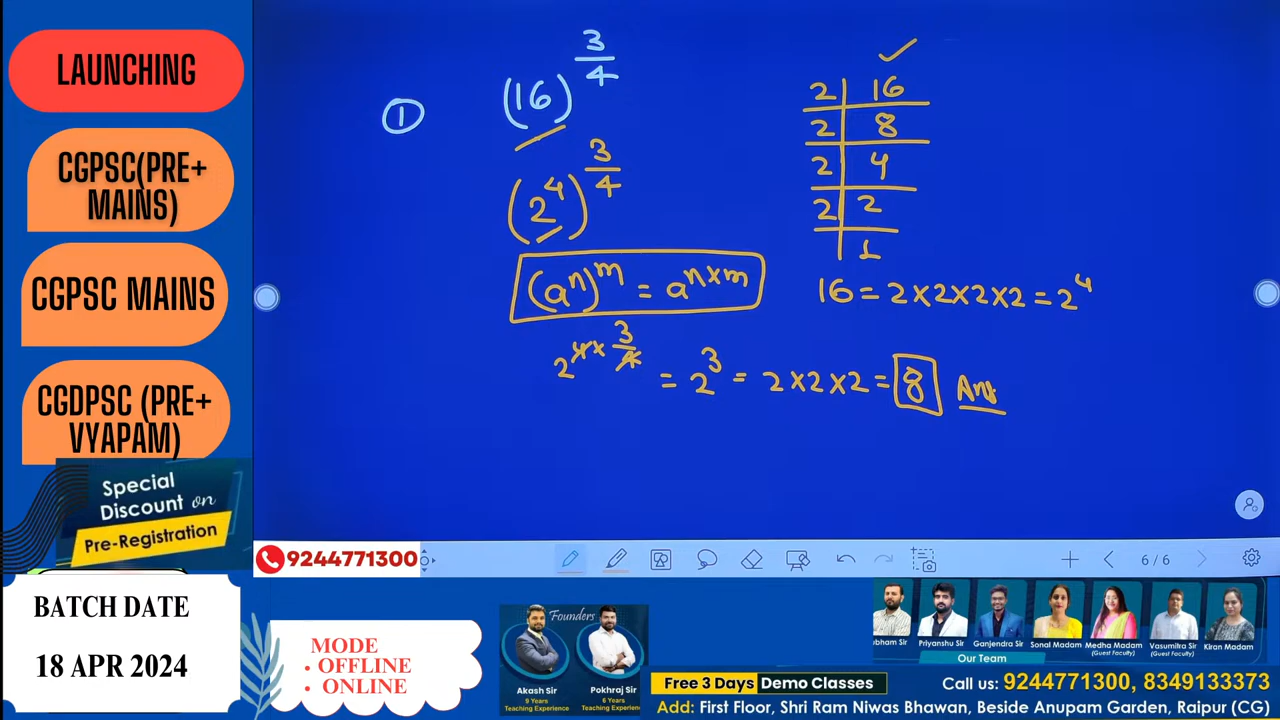 LAUNCHING
CGPSC(PRE+
MAINS)
CGPSC MAINS
CGDPSC (PRE+
VYAPAM)
Special
Discount on
Pre-Registration
BATCH DATE
18 APR 2024
①
(16)^(3/4)
(2^4)^(3/4)
(a^n)^m = a^(n×m)
2^(4×3/4) = 2^3 = 2×2×2 = 8 Ans
2 | 16
2 | 8
2 | 4
2 | 2
| 1
16 = 2×2×2×2 = 2^4
9244771300
6/6
MODE
• OFFLINE
• ONLINE
Founders
Akash Sir
9 Years
Teaching Experience
Pokhraj Sir
6 Years
Teaching Experience
ubham Sir
Priyanshu Sir
Ganjendra Sir
Sonal Madam
Medha Madam
(Guest Faculty)
Vasumitra Sir
(Guest Faculty)
Kiran Madam
Our Team
Free 3 Days Demo Classes
Call us: 9244771300, 8349133373
Add: First Floor, Shri Ram Niwas Bhawan, Beside Anupam Garden, Raipur (CG)